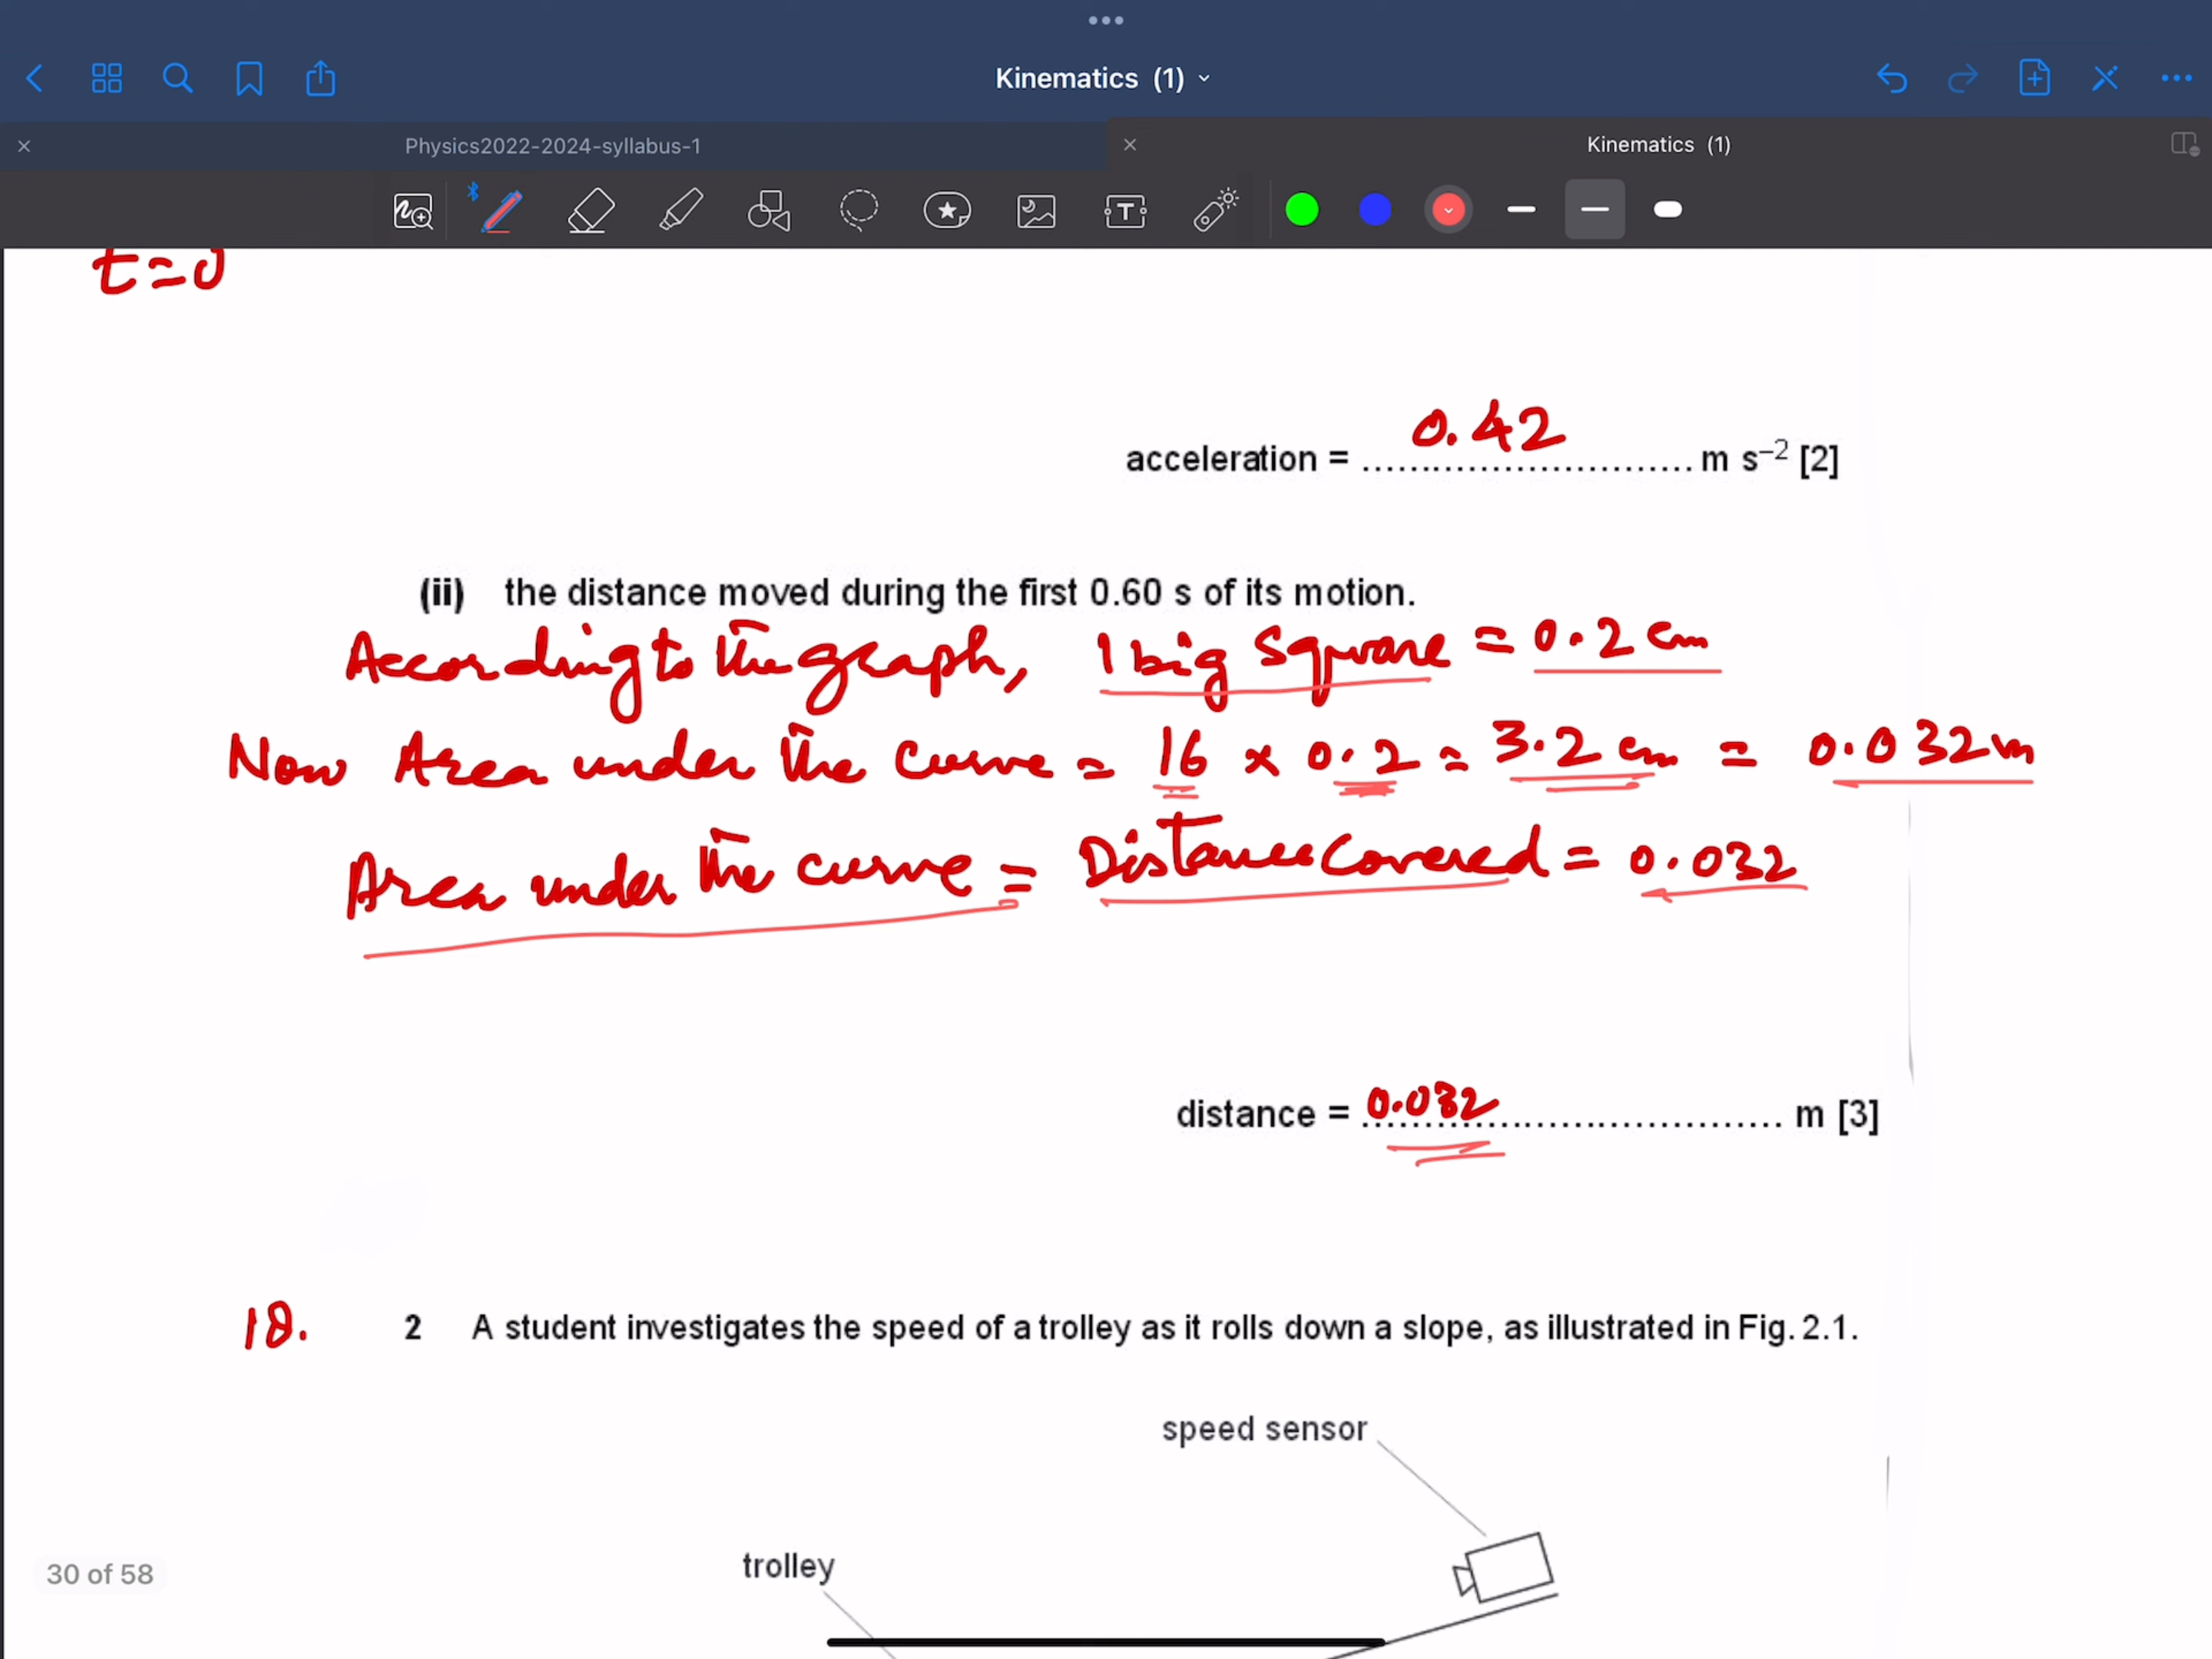 Kinematics (1)
Physics2022-2024-syllabus-1
Kinematics (1)
t=0
0.42
acceleration = ........................... m s⁻² [2]
(ii) the distance moved during the first 0.60 s of its motion.
According to the graph, 1 big square = 0.2 cm
Now Area under the curve = 16 × 0.2 = 3.2 cm = 0.032m
Area under the curve = Distance Covered = 0.032
distance = 0.032 ................................... m [3]
18. 2 A student investigates the speed of a trolley as it rolls down a slope, as illustrated in Fig. 2.1.
speed sensor
trolley
30 of 58